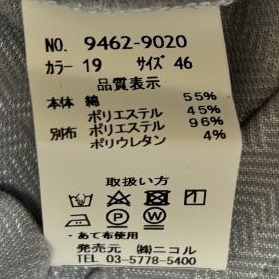 NO. 9462-9020
カラー 19 サイズ 46
品質表示
本体 綿 55%
ポリエステル 45%
別布 ポリエステル 96%
ポリウレタン 4%
取扱い方
・あて布使用
発売元 ㈱ニコル
TEL 03-5778-5400